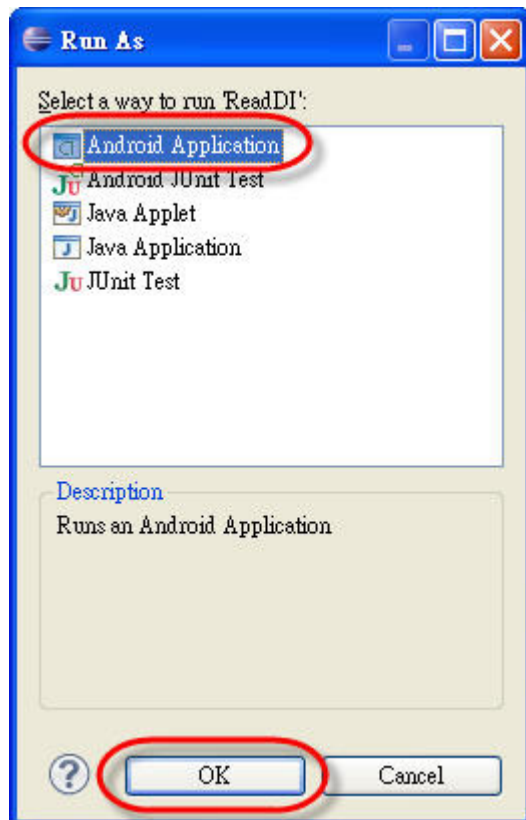 Run As
Select a way to run 'ReadDI':
Android Application
Android JUnit Test
Java Applet
Java Application
JUnit Test
Description
Runs an Android Application
OK
Cancel